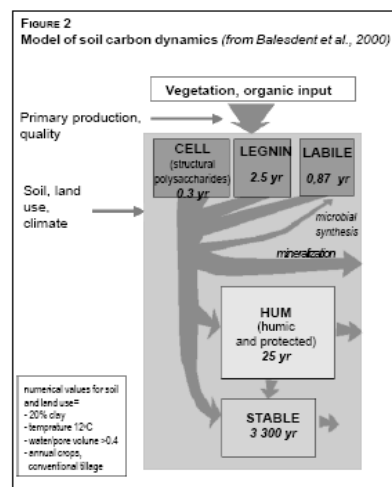 FIGURE 2
Model of soil carbon dynamics (from Balesdent et al., 2000)
Vegetation, organic input
Primary production,
quality
CELL
(structural
polysaccharides)
0.3 yr
LEGNIN
2.5 yr
LABILE
0,87 yr
Soil, land
use,
climate
microbial
synthesis
mineralization
HUM
(humic
and protected)
25 yr
STABLE
3 300 yr
numerical values for soil
and land use=
- 20% clay
- temprature 12°C
- water/pore volume >0.4
- annual crops,
conventional tillage